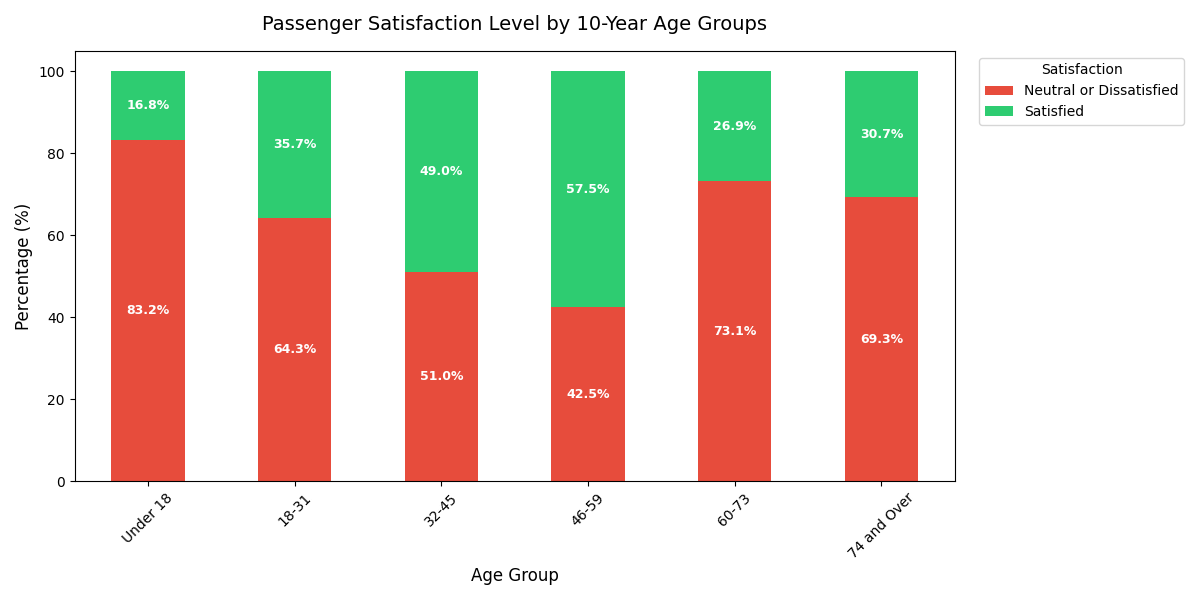 Passenger Satisfaction Level by 10-Year Age Groups
Percentage (%)
100
80
60
40
20
0
16.8%
83.2%
35.7%
64.3%
49.0%
51.0%
57.5%
42.5%
26.9%
73.1%
30.7%
69.3%
Under 18
18-31
32-45
46-59
60-73
74 and Over
Age Group
Satisfaction
Neutral or Dissatisfied
Satisfied